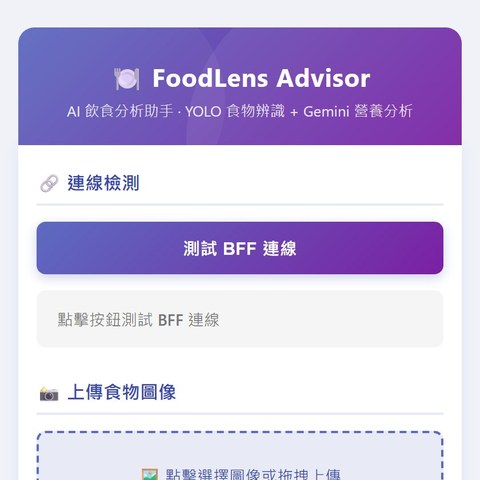 🍽️ FoodLens Advisor
AI 飲食分析助手 · YOLO 食物辨識 + Gemini 營養分析
🔗 連線檢測
測試 BFF 連線
點擊按鈕測試 BFF 連線
📷 上傳食物圖像
🖼️ 點擊選擇圖像或拖拽上傳